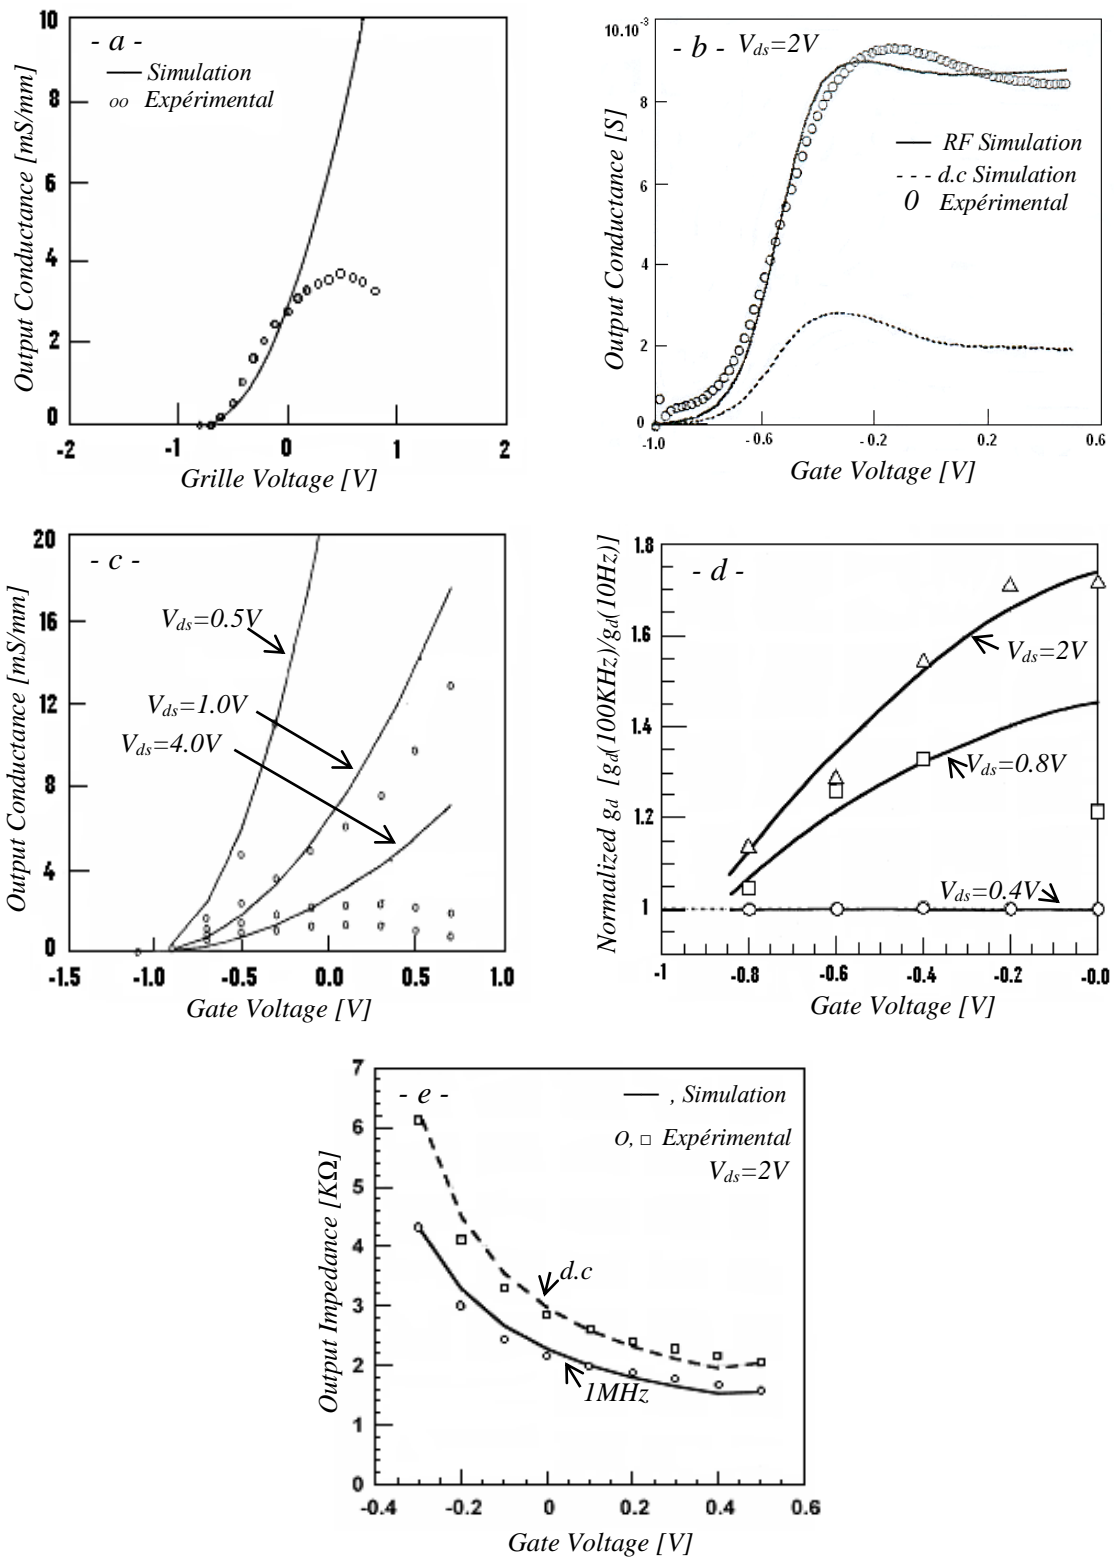 - a -
Simulation
oo Expérimental
Output Conductance [mS/mm]
10
8
6
4
2
0
-2 -1 0 1 2
Grille Voltage [V]
- b - Vds=2V
RF Simulation
- - - d.c Simulation
O Expérimental
Output Conductance [S]
10.10-3
8
6
4
2
0
-1.0 -0.6 -0.2 0.2 0.6
Gate Voltage [V]
- c -
Vds=0.5V
Vds=1.0V
Vds=4.0V
Output Conductance [mS/mm]
20
16
12
8
4
0
-1.5 -1.0 -0.5 0.0 0.5 1.0
Gate Voltage [V]
- d -
Vds=2V
Vds=0.8V
Vds=0.4V
Normalized gd [gd(100KHz)/gd(10Hz)]
1.8
1.6
1.4
1.2
1
-1 -0.8 -0.6 -0.4 -0.2 -0.0
Gate Voltage [V]
- e -
, Simulation
O, □ Expérimental
Vds=2V
d.c
1MHz
Output Impedance [KΩ]
7
6
5
4
3
2
1
0
-0.4 -0.2 0 0.2 0.4 0.6
Gate Voltage [V]